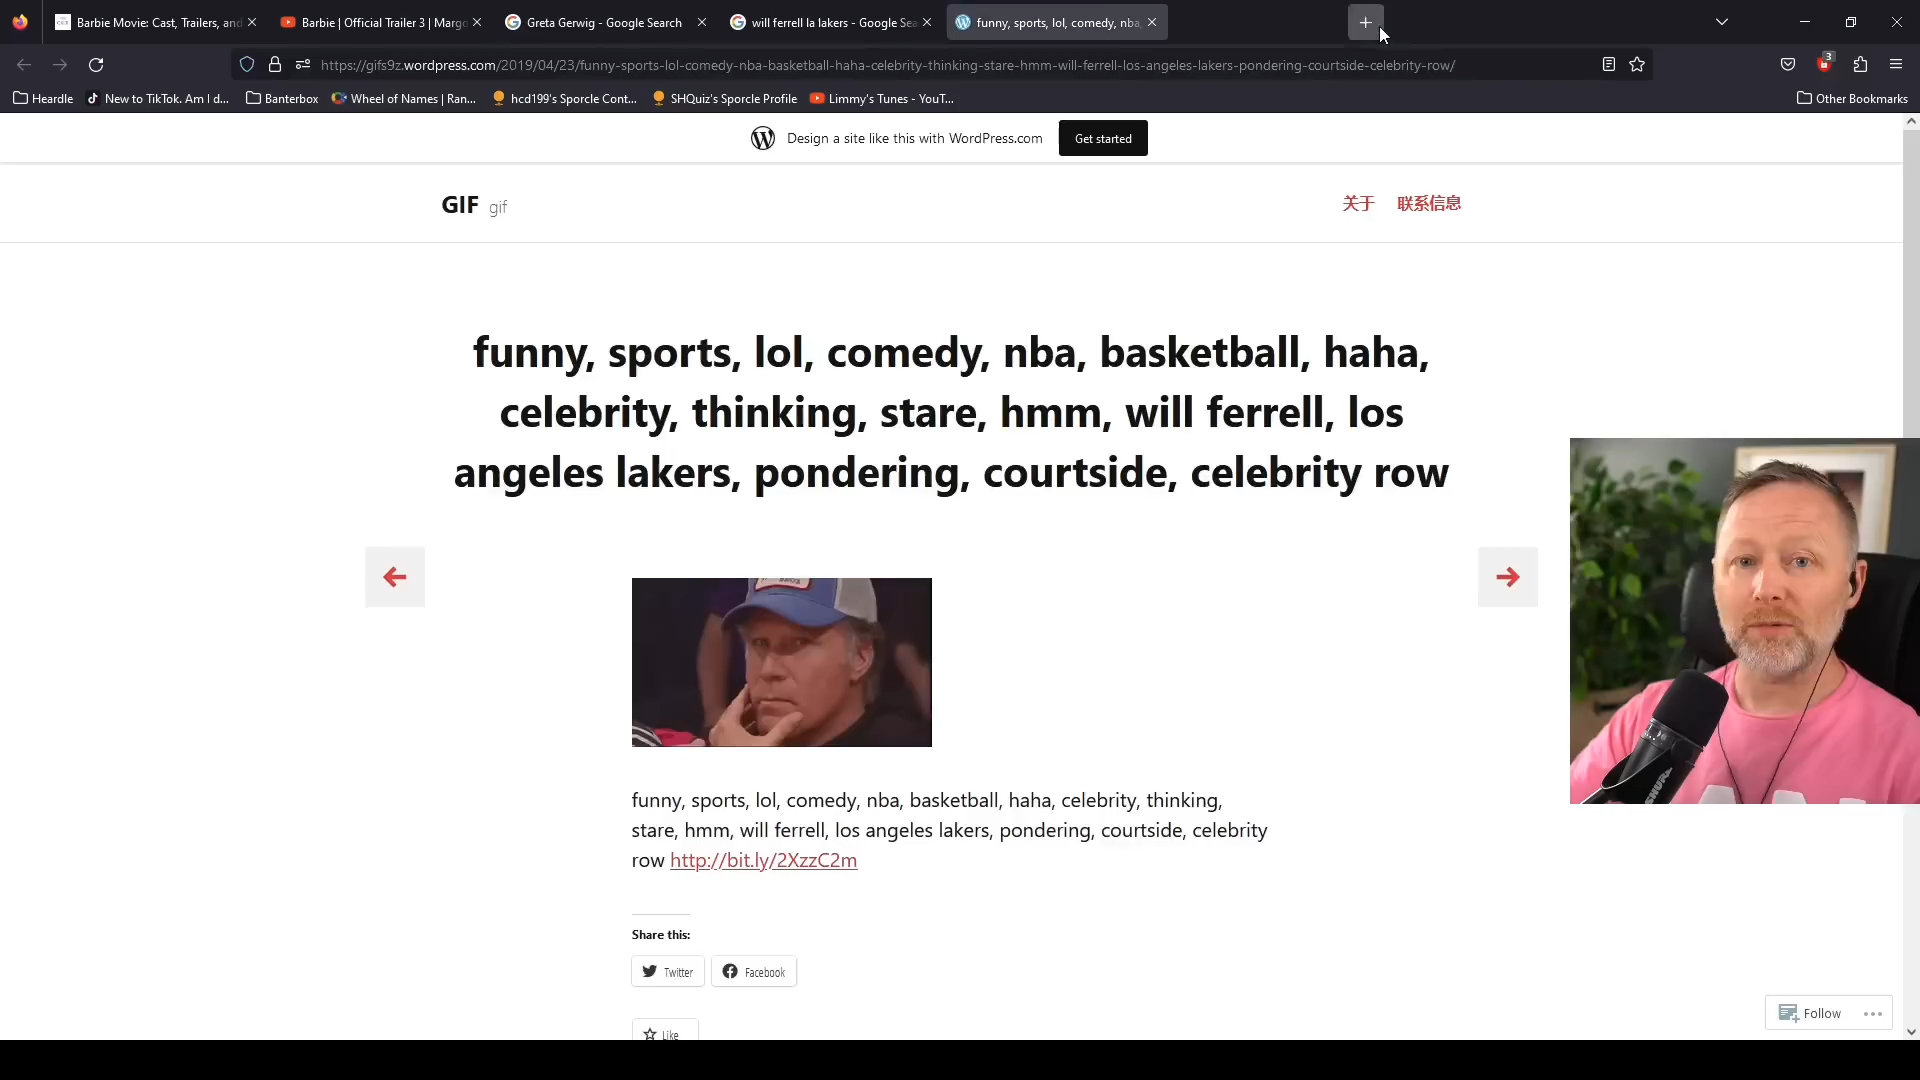 Barbie Movie: Cast, Trailers, and
Barbie | Official Trailer 3 | Margo
Greta Gerwig - Google Search
will ferrell la lakers - Google Sea
funny, sports, lol, comedy, nba,
https://gifs9z.wordpress.com/2019/04/23/funny-sports-lol-comedy-nba-basketball-haha-celebrity-thinking-stare-hmm-will-ferrell-los-angeles-lakers-pondering-courtside-celebrity-row/
3
Heardle
New to TikTok. Am I d...
Banterbox
Wheel of Names | Ran...
hcd199's Sporcle Cont...
SHQuiz's Sporcle Profile
Limmy's Tunes - YouT...
Other Bookmarks
Design a site like this with WordPress.com
Get started
GIF gif
关于 联系信息
funny, sports, lol, comedy, nba, basketball, haha,
celebrity, thinking, stare, hmm, will ferrell, los
angeles lakers, pondering, courtside, celebrity row
funny, sports, lol, comedy, nba, basketball, haha, celebrity, thinking,
stare, hmm, will ferrell, los angeles lakers, pondering, courtside, celebrity
row http://bit.ly/2XzzC2m
Share this:
Twitter
Facebook
Like
Follow
SHURE